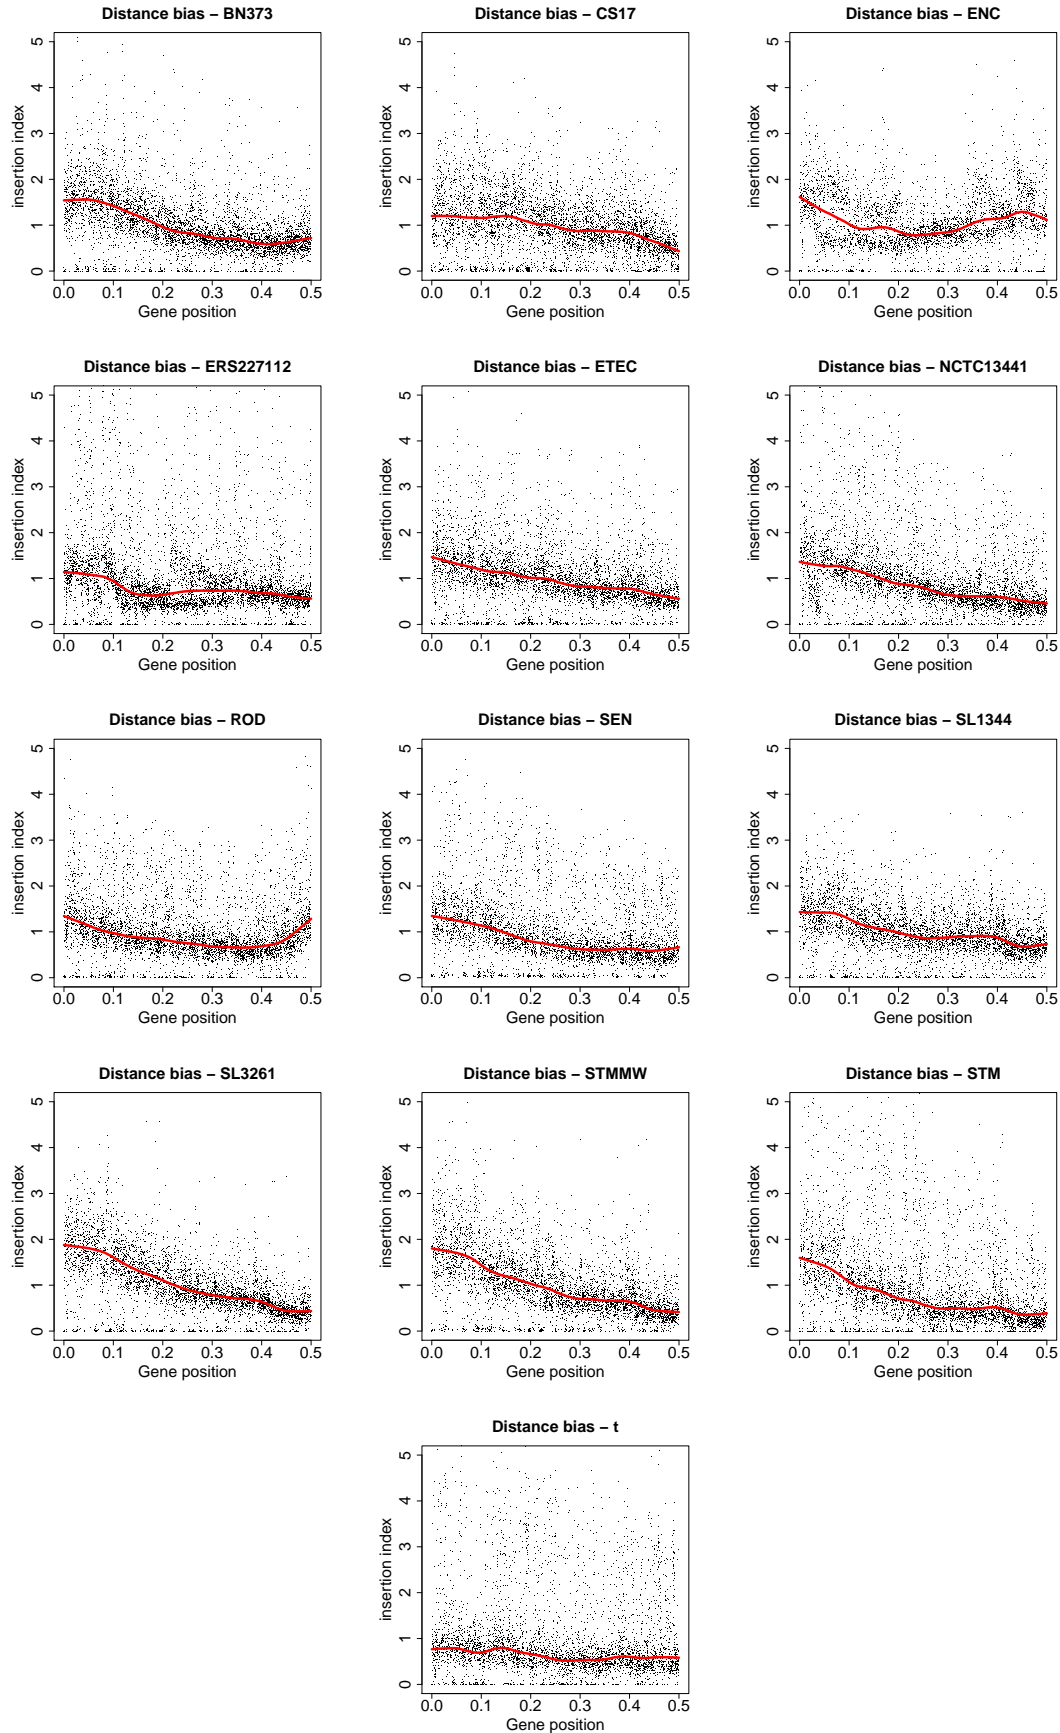 Distance bias – BN373
insertion index
0 1 2 3 4 5
0.0 0.1 0.2 0.3 0.4 0.5
Gene position
Distance bias – CS17
insertion index
0 1 2 3 4 5
0.0 0.1 0.2 0.3 0.4 0.5
Gene position
Distance bias – ENC
insertion index
0 1 2 3 4 5
0.0 0.1 0.2 0.3 0.4 0.5
Gene position
Distance bias – ERS227112
insertion index
0 1 2 3 4 5
0.0 0.1 0.2 0.3 0.4 0.5
Gene position
Distance bias – ETEC
insertion index
0 1 2 3 4 5
0.0 0.1 0.2 0.3 0.4 0.5
Gene position
Distance bias – NCTC13441
insertion index
0 1 2 3 4 5
0.0 0.1 0.2 0.3 0.4 0.5
Gene position
Distance bias – ROD
insertion index
0 1 2 3 4 5
0.0 0.1 0.2 0.3 0.4 0.5
Gene position
Distance bias – SEN
insertion index
0 1 2 3 4 5
0.0 0.1 0.2 0.3 0.4 0.5
Gene position
Distance bias – SL1344
insertion index
0 1 2 3 4 5
0.0 0.1 0.2 0.3 0.4 0.5
Gene position
Distance bias – SL3261
insertion index
0 1 2 3 4 5
0.0 0.1 0.2 0.3 0.4 0.5
Gene position
Distance bias – STMMW
insertion index
0 1 2 3 4 5
0.0 0.1 0.2 0.3 0.4 0.5
Gene position
Distance bias – STM
insertion index
0 1 2 3 4 5
0.0 0.1 0.2 0.3 0.4 0.5
Gene position
Distance bias – t
insertion index
0 1 2 3 4 5
0.0 0.1 0.2 0.3 0.4 0.5
Gene position